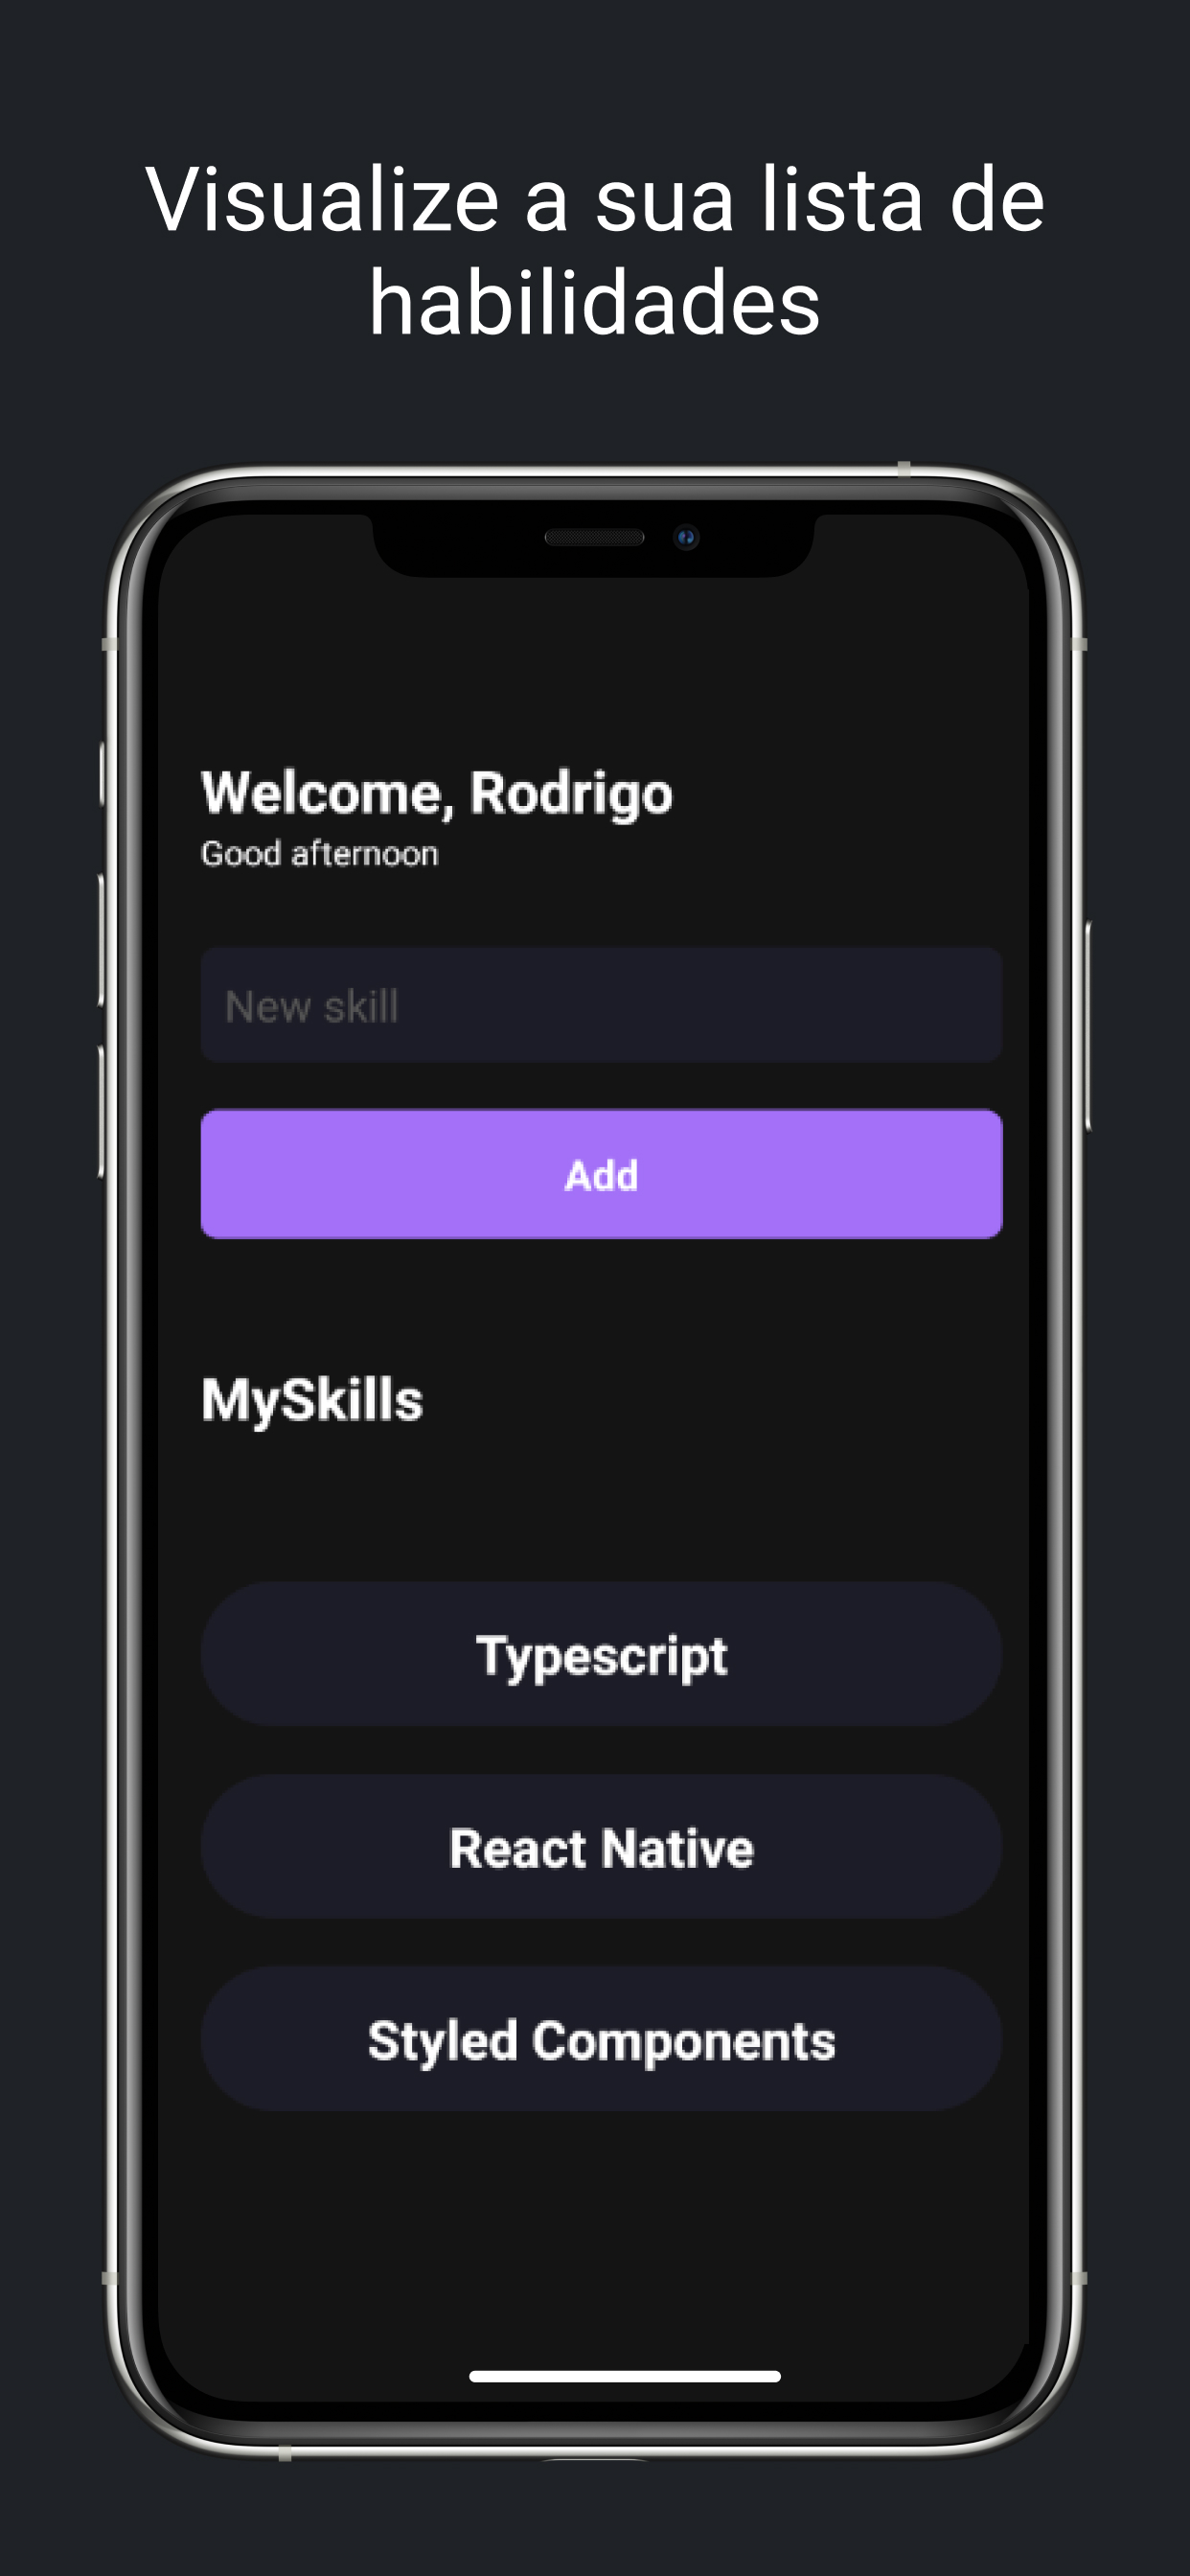 Visualize a sua lista de
habilidades
Welcome, Rodrigo
Good afternoon
New skill
Add
MySkills
Typescript
React Native
Styled Components